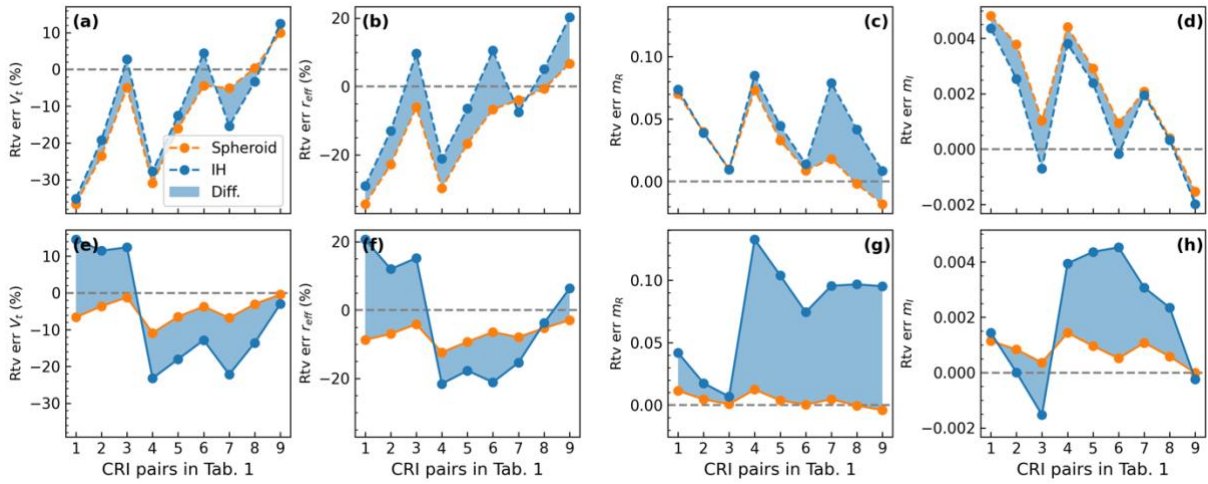 (a)
Rtv err V_t (%)
10
0
−10
−20
−30
Spheroid
IH
Diff.
(b)
Rtv err r_eff (%)
20
0
−20
(c)
Rtv err m_R
0.10
0.05
0.00
(d)
Rtv err m_I
0.004
0.002
0.000
−0.002
(e)
Rtv err V_t (%)
10
0
−10
−20
−30
1 2 3 4 5 6 7 8 9
CRI pairs in Tab. 1
(f)
Rtv err r_eff (%)
20
0
−20
1 2 3 4 5 6 7 8 9
CRI pairs in Tab. 1
(g)
Rtv err m_R
0.10
0.05
0.00
1 2 3 4 5 6 7 8 9
CRI pairs in Tab. 1
(h)
Rtv err m_I
0.004
0.002
0.000
−0.002
1 2 3 4 5 6 7 8 9
CRI pairs in Tab. 1